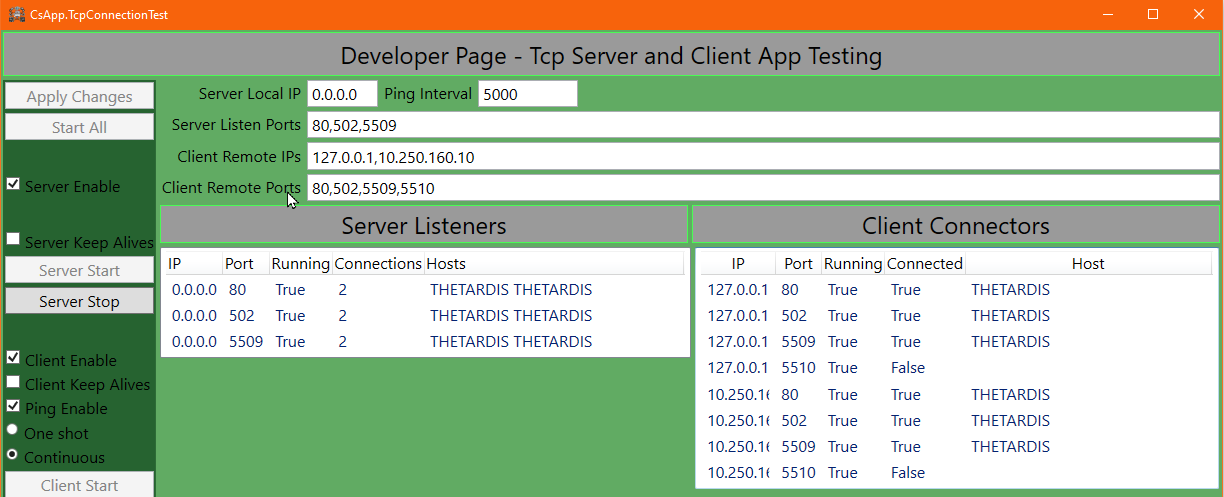 CsApp.TcpConnectionTest
Developer Page - Tcp Server and Client App Testing
Apply Changes
Start All
Server Enable
Server Keep Alives
Server Start
Server Stop
Client Enable
Client Keep Alives
Ping Enable
One shot
Continuous
Client Start
Server Local IP 0.0.0.0 Ping Interval 5000
Server Listen Ports 80,502,5509
Client Remote IPs 127.0.0.1,10.250.160.10
Client Remote Ports 80,502,5509,5510
Server Listeners
IP Port Running Connections Hosts
0.0.0.0 80 True 2 THETARDIS THETARDIS
0.0.0.0 502 True 2 THETARDIS THETARDIS
0.0.0.0 5509 True 2 THETARDIS THETARDIS
Client Connectors
IP Port Running Connected Host
127.0.0.1 80 True True THETARDIS
127.0.0.1 502 True True THETARDIS
127.0.0.1 5509 True True THETARDIS
127.0.0.1 5510 True False
10.250.16 80 True True THETARDIS
10.250.16 502 True True THETARDIS
10.250.16 5509 True True THETARDIS
10.250.16 5510 True False